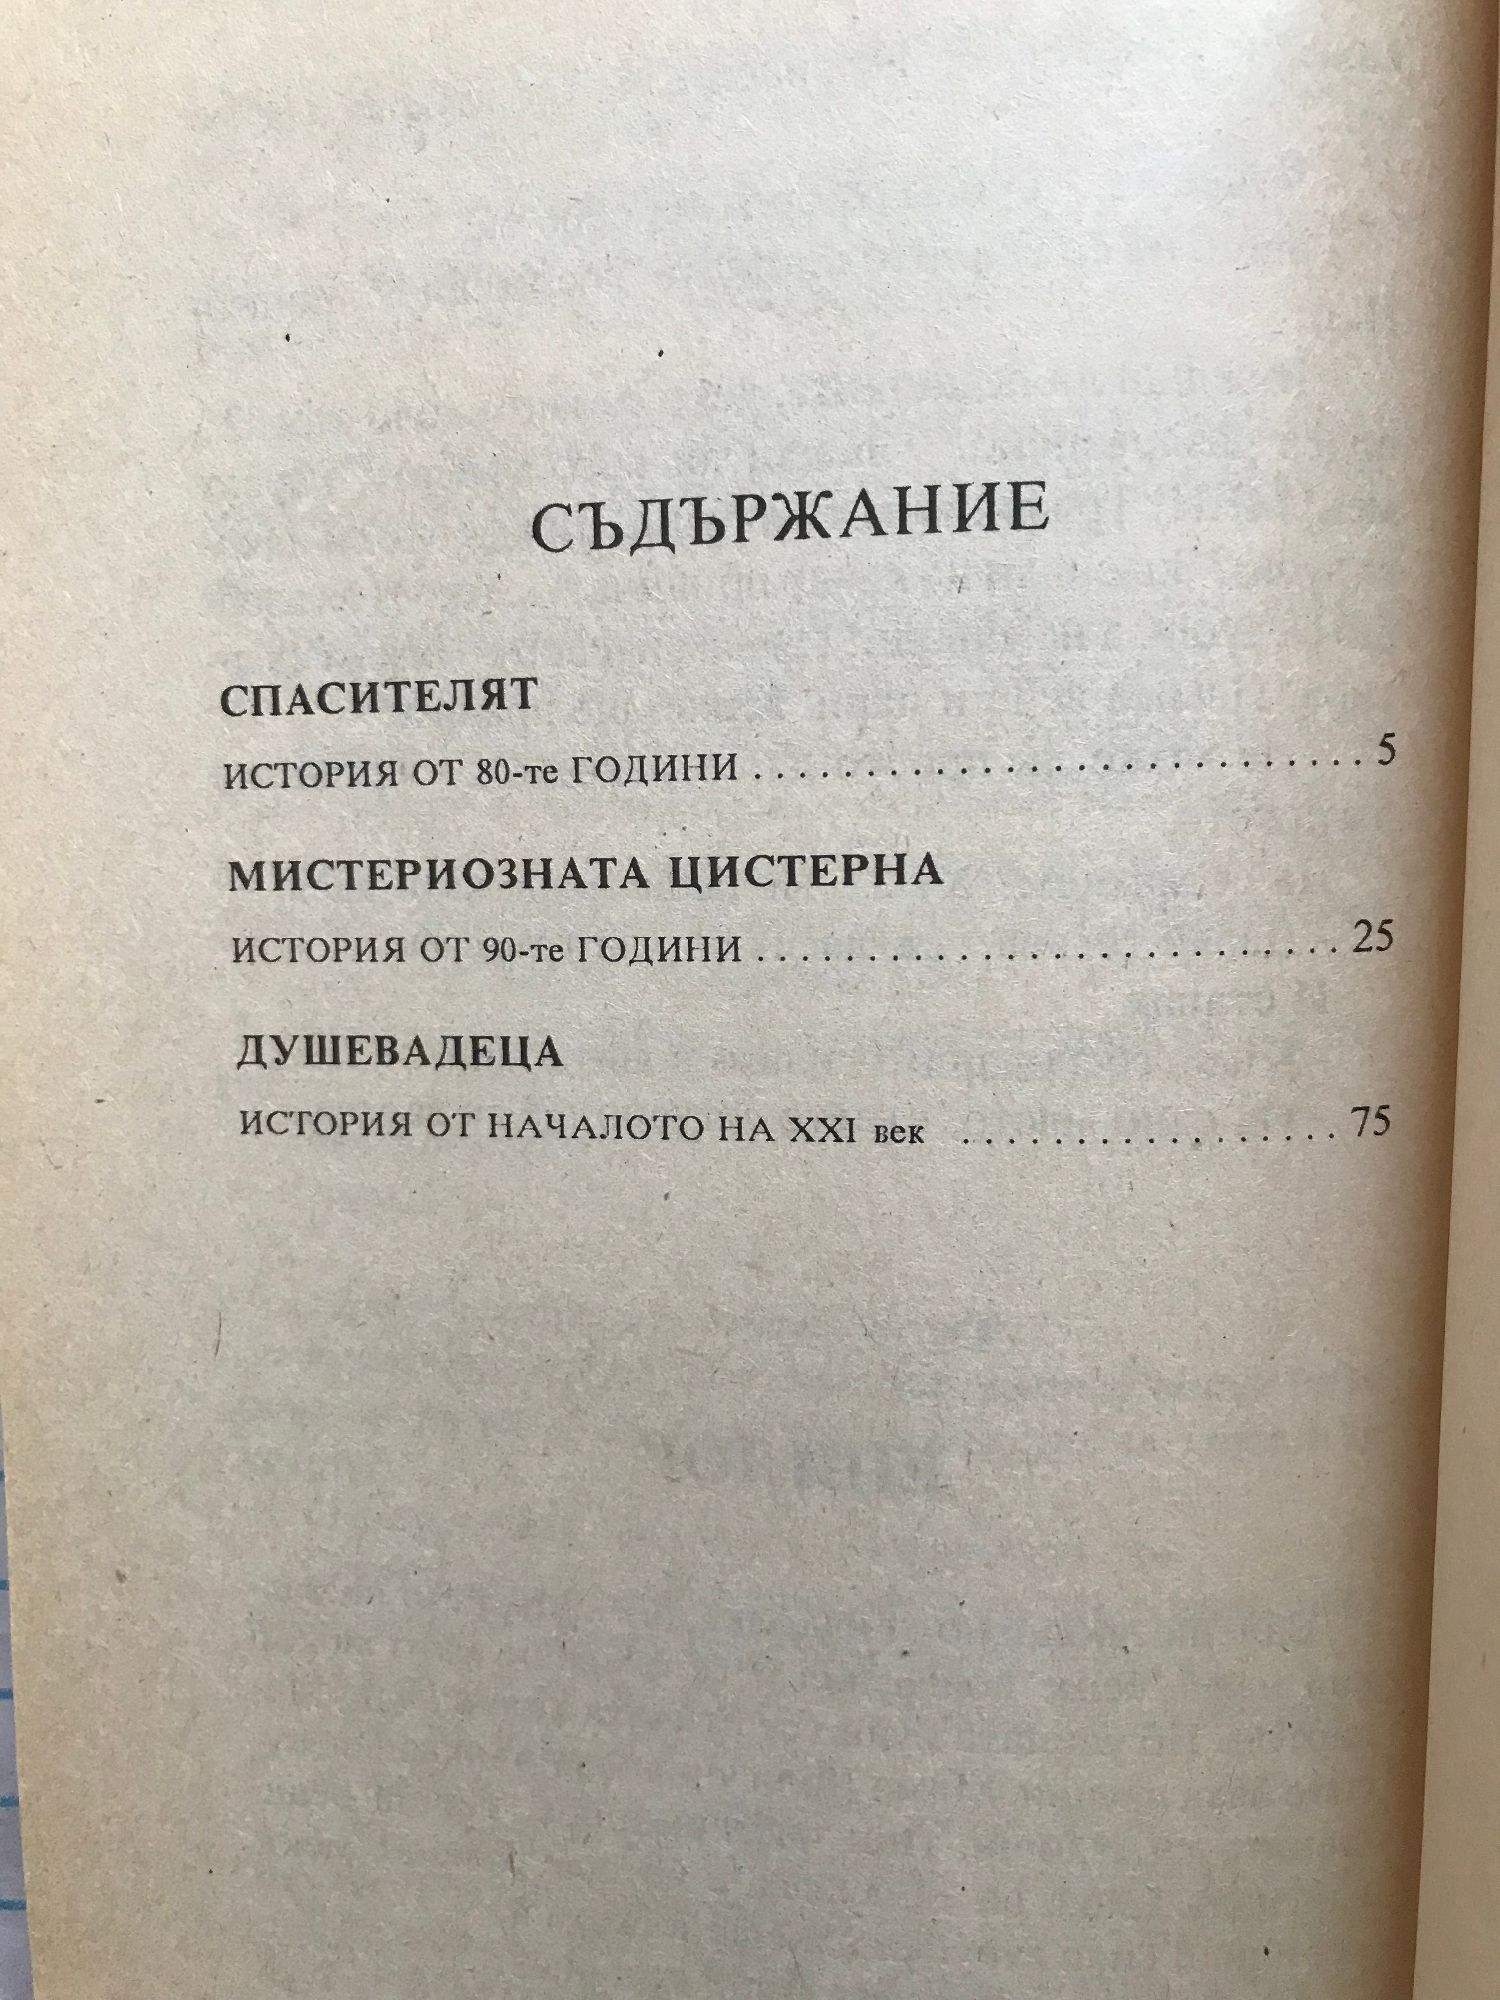 СЪДЪРЖАНИЕ
СПАСИТЕЛЯТ
ИСТОРИЯ ОТ 80-те ГОДИНИ . . . . . . . . . . . . . . . . . . . . . . . . . . . . 5
МИСТЕРИОЗНАТА ЦИСТЕРНА
ИСТОРИЯ ОТ 90-те ГОДИНИ . . . . . . . . . . . . . . . . . . . . . . . . . . 25
ДУШЕВАДЕЦА
ИСТОРИЯ ОТ НАЧАЛОТО НА XXI век . . . . . . . . . . . . . . . . . 75